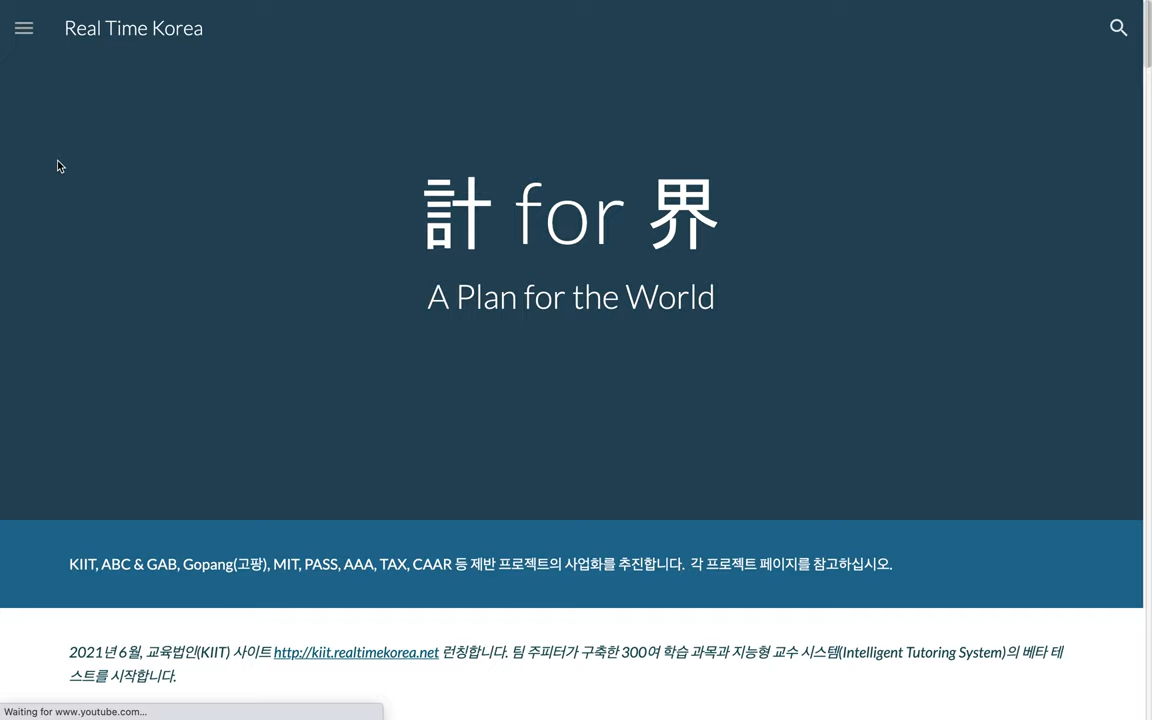 Real Time Korea
計 for 界
A Plan for the World
KIIT, ABC & GAB, Gopang(고팡), MIT, PASS, AAA, TAX, CAAR 등 제반 프로젝트의 사업화를 추진합니다. 각 프로젝트 페이지를 참고하십시오.
2021년 6월, 교육법인(KIIT) 사이트 http://kiit.realtimekorea.net 런칭합니다. 팀 주피터가 구축한 300여 학습 과목과 지능형 교수 시스템(Intelligent Tutoring System)의 베타 테
스트를 시작합니다.
Waiting for www.youtube.com...